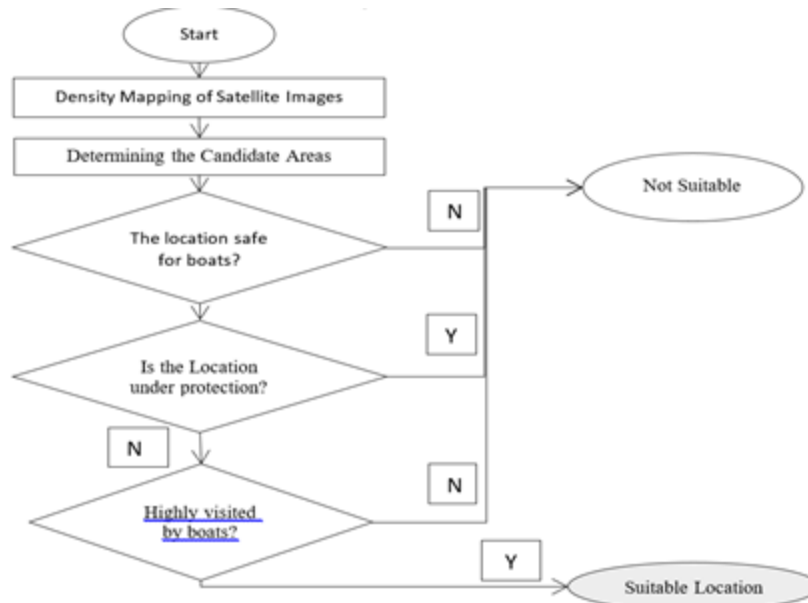 Start
Density Mapping of Satellite Images
Determining the Candidate Areas
Not Suitable
N
The location safe
for boats?
Y
Is the Location
under protection?
N
N
Highly visited
by boats?
Y
Suitable Location